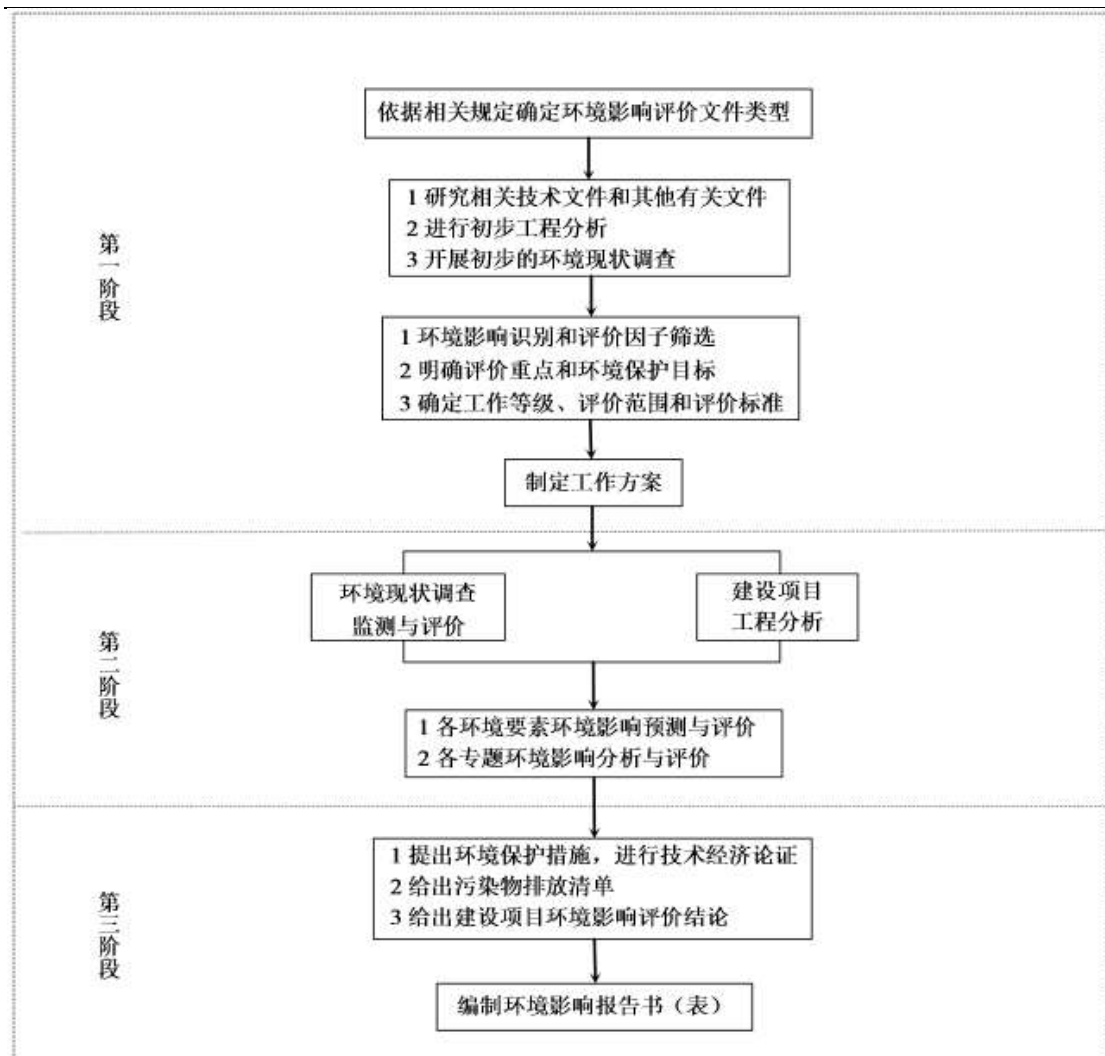 依据相关规定确定环境影响评价文件类型
1 研究相关技术文件和其他有关文件
2 进行初步工程分析
3 开展初步的环境现状调查
第一阶段
1 环境影响识别和评价因子筛选
2 明确评价重点和环境保护目标
3 确定工作等级、评价范围和评价标准
制定工作方案
第二阶段
环境现状调查
监测与评价
建设项目
工程分析
1 各环境要素环境影响预测与评价
2 各专题环境影响分析与评价
第三阶段
1 提出环境保护措施，进行技术经济论证
2 给出污染物排放清单
3 给出建设项目环境影响评价结论
编制环境影响报告书（表）